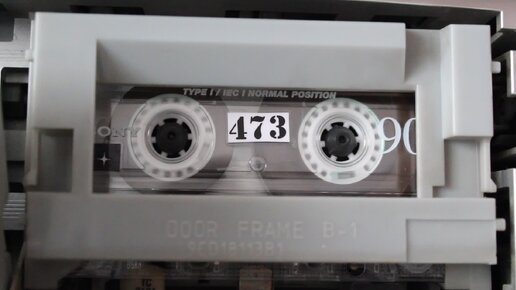 TYPE I / IEC I NORMAL POSITION
ONY
473
90
DOOR FRAME B-1